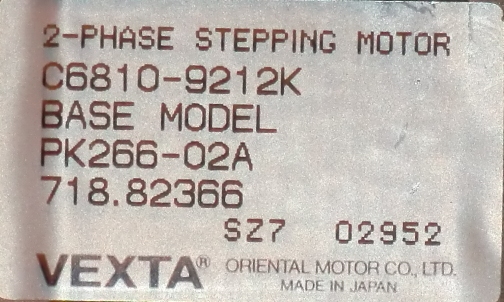 2-PHASE STEPPING MOTOR
C6810-9212K
BASE MODEL
PK266-02A
718.82366
SZ7 02952
VEXTA® ORIENTAL MOTOR CO., LTD.
MADE IN JAPAN